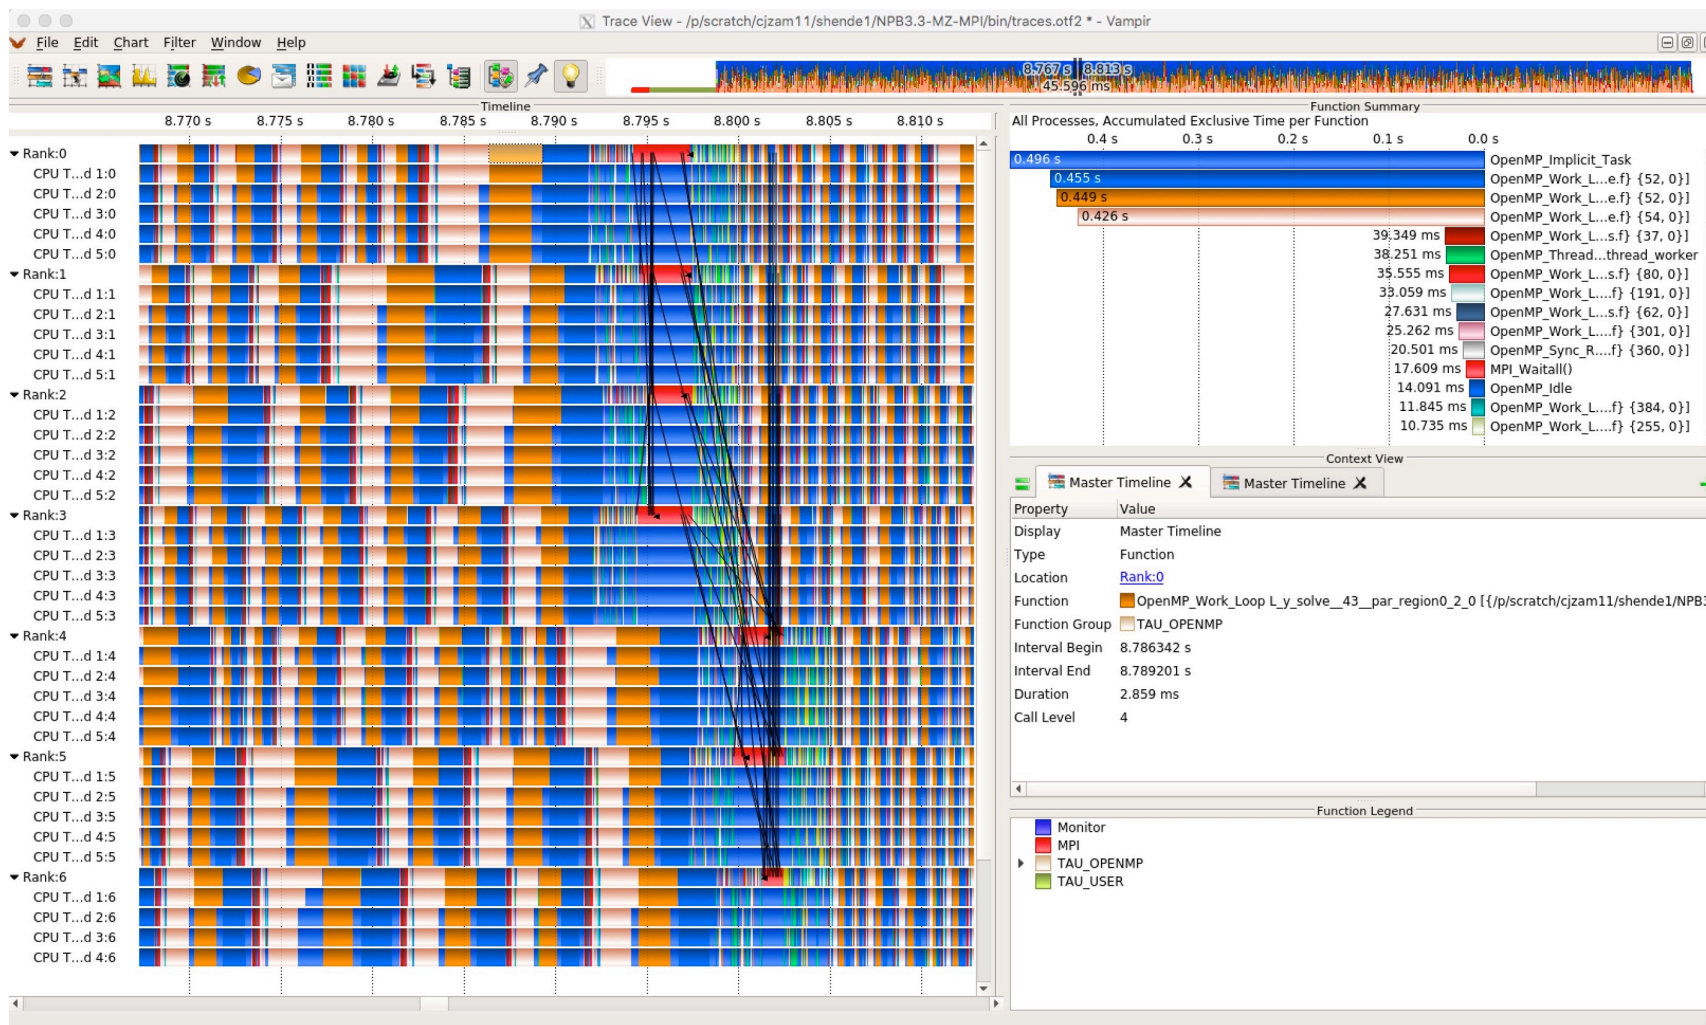 Trace View - /p/scratch/cjzam11/shende1/NPB3.3-MZ-MPI/bin/traces.otf2 * - Vampir
File Edit Chart Filter Window Help
8.767 s 8.813 s
45.596 ms
Timeline
8.770 s 8.775 s 8.780 s 8.785 s 8.790 s 8.795 s 8.800 s 8.805 s 8.810 s
Rank:0
CPU T...d 1:0
CPU T...d 2:0
CPU T...d 3:0
CPU T...d 4:0
CPU T...d 5:0
Rank:1
CPU T...d 1:1
CPU T...d 2:1
CPU T...d 3:1
CPU T...d 4:1
CPU T...d 5:1
Rank:2
CPU T...d 1:2
CPU T...d 2:2
CPU T...d 3:2
CPU T...d 4:2
CPU T...d 5:2
Rank:3
CPU T...d 1:3
CPU T...d 2:3
CPU T...d 3:3
CPU T...d 4:3
CPU T...d 5:3
Rank:4
CPU T...d 1:4
CPU T...d 2:4
CPU T...d 3:4
CPU T...d 4:4
CPU T...d 5:4
Rank:5
CPU T...d 1:5
CPU T...d 2:5
CPU T...d 3:5
CPU T...d 4:5
CPU T...d 5:5
Rank:6
CPU T...d 1:6
CPU T...d 2:6
CPU T...d 3:6
CPU T...d 4:6
Function Summary
All Processes, Accumulated Exclusive Time per Function
0.4 s 0.3 s 0.2 s 0.1 s 0.0 s
0.496 s OpenMP_Implicit_Task
0.455 s OpenMP_Work_L...e.f} {52, 0}]
0.449 s OpenMP_Work_L...e.f} {52, 0}]
0.426 s OpenMP_Work_L...e.f} {54, 0}]
39.349 ms OpenMP_Work_L...s.f} {37, 0}]
38.251 ms OpenMP_Thread...thread_worker
35.555 ms OpenMP_Work_L...s.f} {80, 0}]
33.059 ms OpenMP_Work_L....f} {191, 0}]
27.631 ms OpenMP_Work_L...s.f} {62, 0}]
25.262 ms OpenMP_Work_L....f} {301, 0}]
20.501 ms OpenMP_Sync_R....f} {360, 0}]
17.609 ms MPI_Waitall()
14.091 ms OpenMP_Idle
11.845 ms OpenMP_Work_L....f} {384, 0}]
10.735 ms OpenMP_Work_L....f} {255, 0}]
Context View
Master Timeline Master Timeline
Property Value
Display Master Timeline
Type Function
Location Rank:0
Function OpenMP_Work_Loop L_y_solve__43__par_region0_2_0 [{/p/scratch/cjzam11/shende1/NPB3
Function Group TAU_OPENMP
Interval Begin 8.786342 s
Interval End 8.789201 s
Duration 2.859 ms
Call Level 4
Function Legend
Monitor
MPI
TAU_OPENMP
TAU_USER